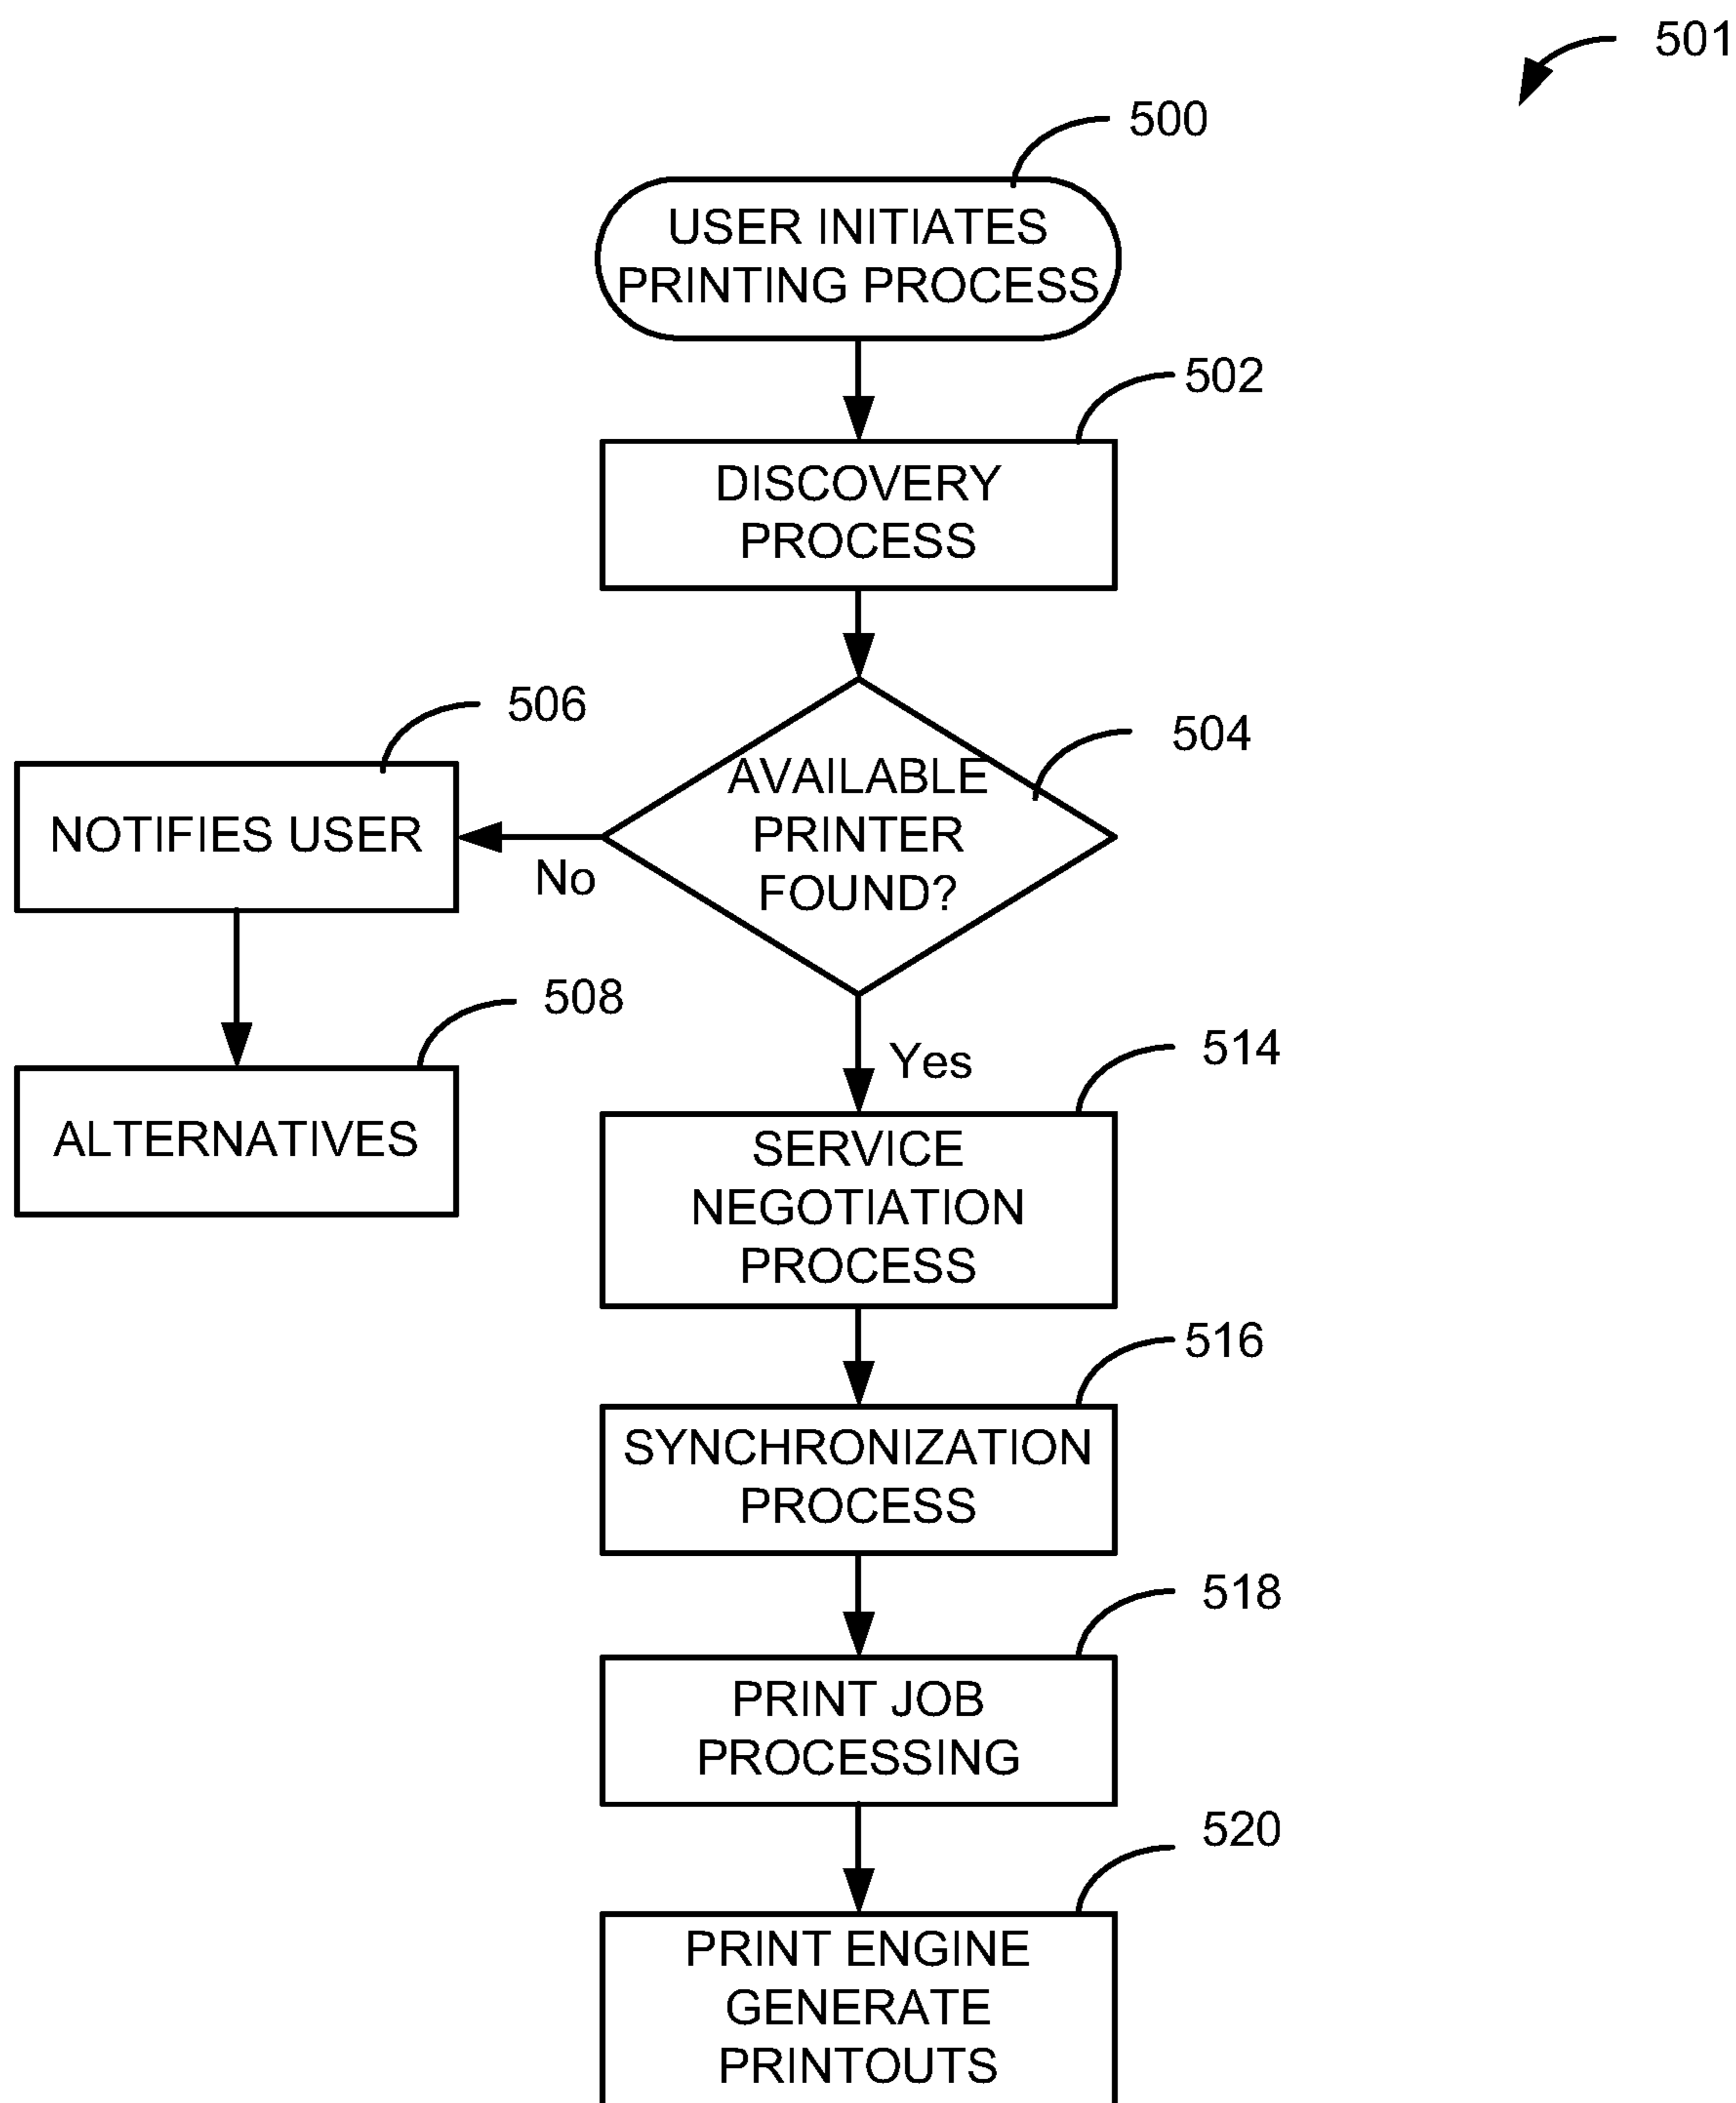 501
500
USER INITIATES
PRINTING PROCESS
502
DISCOVERY
PROCESS
506
504
NOTIFIES USER
AVAILABLE
PRINTER
FOUND?
No
508
ALTERNATIVES
Yes
514
SERVICE
NEGOTIATION
PROCESS
516
SYNCHRONIZATION
PROCESS
518
PRINT JOB
PROCESSING
520
PRINT ENGINE
GENERATE
PRINTOUTS